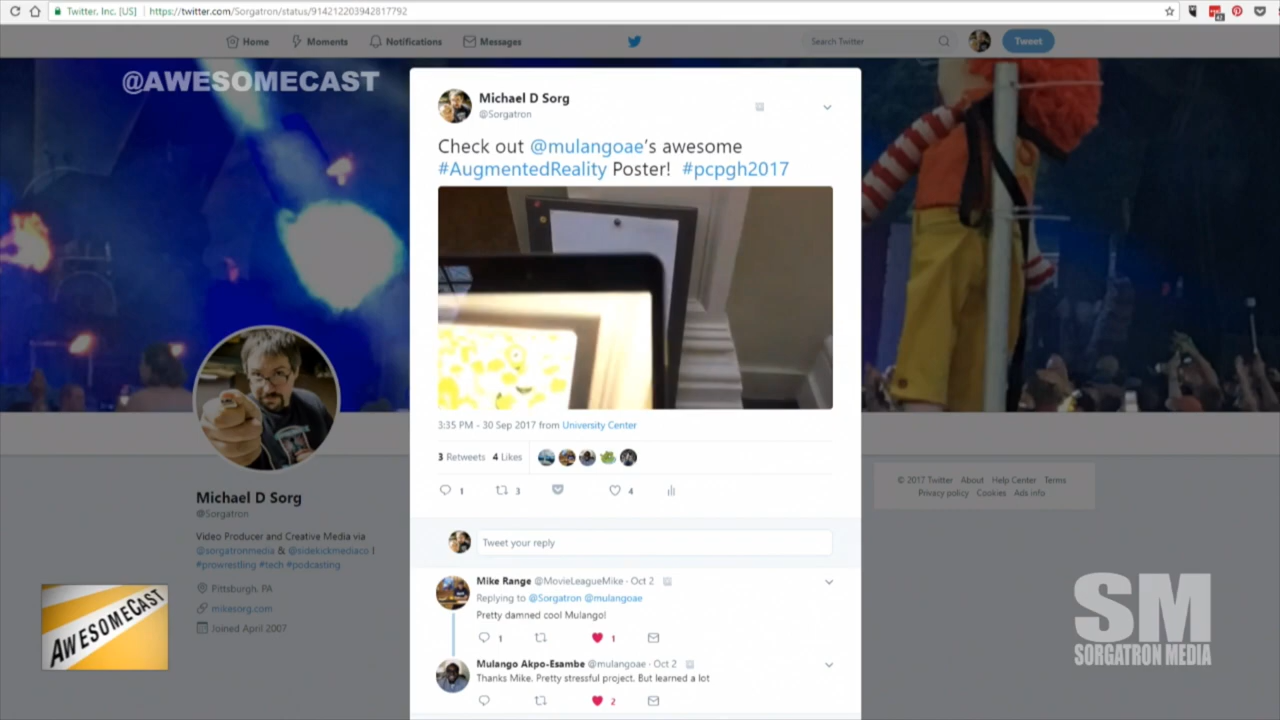 Twitter, Inc. [US]
https://twitter.com/Sorgatron/status/914212203942817792
Home
Moments
Notifications
Messages
Search Twitter
Tweet
@AWESOMECAST
Michael D Sorg
@Sorgatron
Check out @mulangoae's awesome
#AugmentedReality Poster! #pcpgh2017
3:35 PM - 30 Sep 2017 from University Center
3 Retweets 4 Likes
1
3
4
Tweet your reply
Mike Range @MovieLeagueMike · Oct 2
Replying to @Sorgatron @mulangoae
Pretty damned cool Mulango!
1
1
Mulango Akpo-Esambe @mulangoae · Oct 2
Thanks Mike. Pretty stressful project. But learned a lot
2
Michael D Sorg
@Sorgatron
Video Producer and Creative Media via
@sorgatronmedia & @sidekickmediaco |
#prowrestling #tech #podcasting
Pittsburgh, PA
mikesorg.com
Joined April 2007
© 2017 Twitter About Help Center Terms
Privacy policy Cookies Ads info
AWESOMECAST
SM
SORGATRON MEDIA